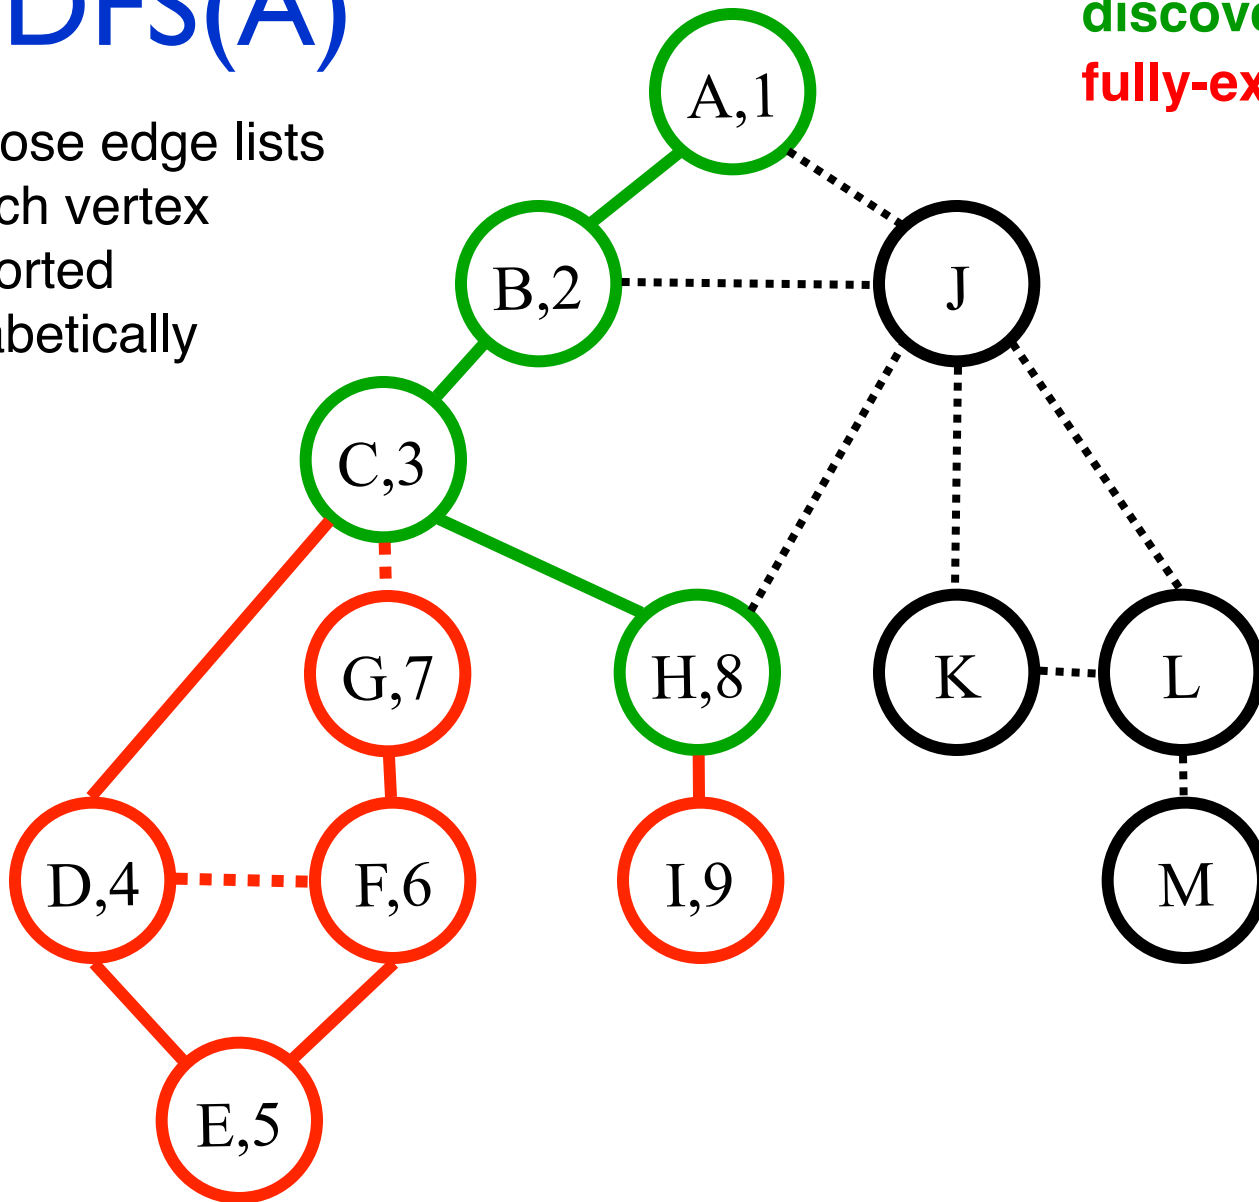 DFS(A)
discove
fully-ex
ose edge lists
ch vertex
orted
abetically
A,1
B,2
J
C,3
G,7
H,8
K
L
D,4
F,6
I,9
M
E,5